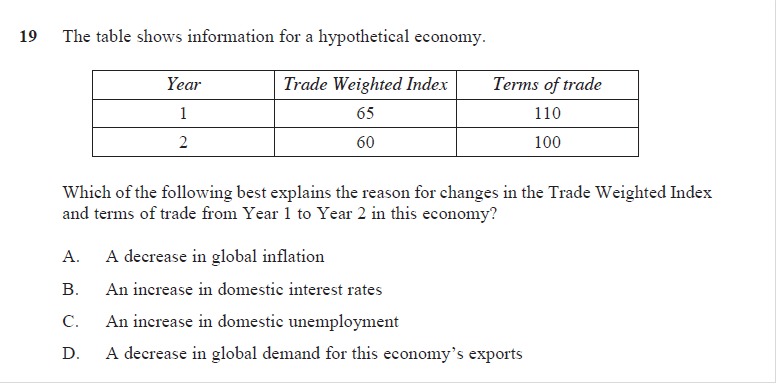 19 The table shows information for a hypothetical economy.
Year Trade Weighted Index Terms of trade
1 65 110
2 60 100
Which of the following best explains the reason for changes in the Trade Weighted Index
and terms of trade from Year 1 to Year 2 in this economy?
A. A decrease in global inflation
B. An increase in domestic interest rates
C. An increase in domestic unemployment
D. A decrease in global demand for this economy's exports